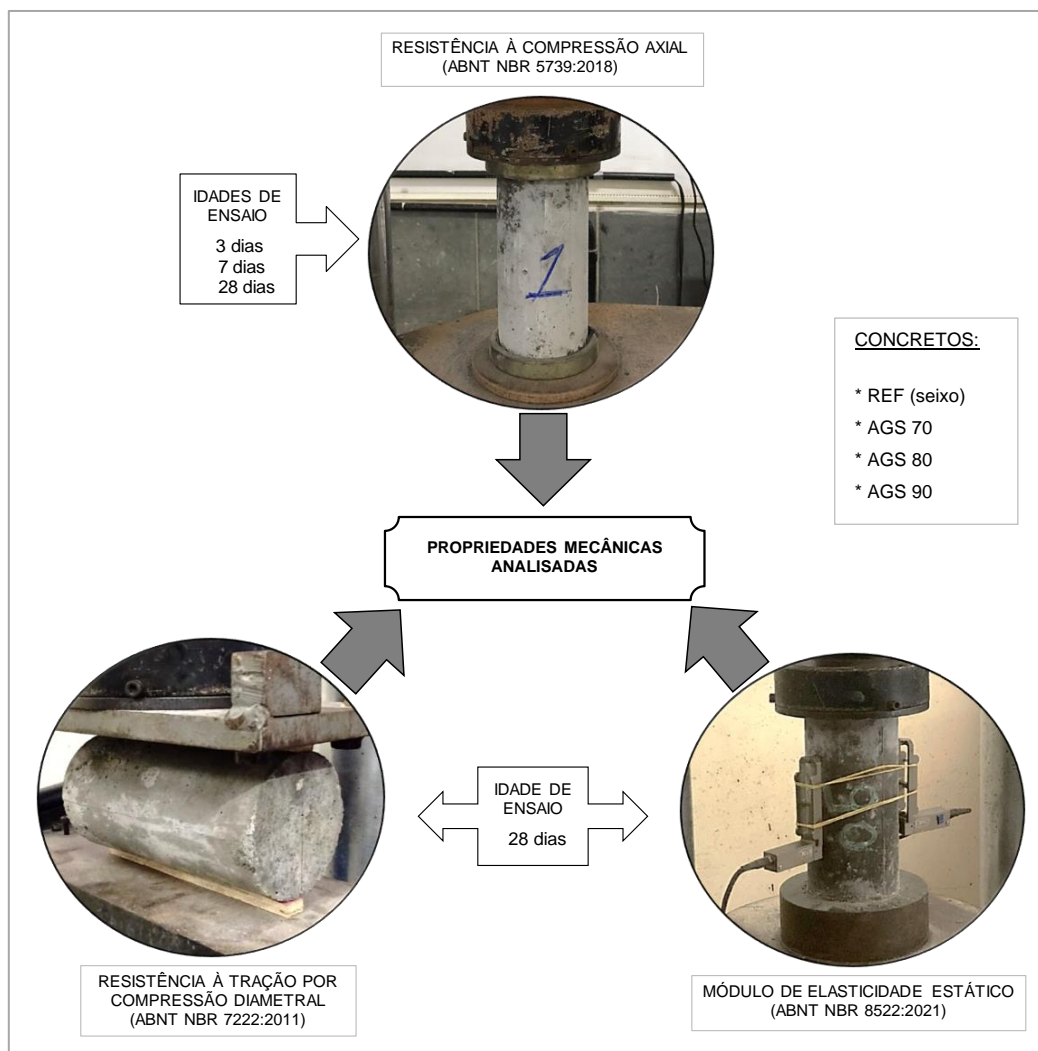 RESISTÊNCIA À COMPRESSÃO AXIAL
(ABNT NBR 5739:2018)
IDADES DE
ENSAIO
3 dias
7 dias
28 dias
1
CONCRETOS:
* REF (seixo)
* AGS 70
* AGS 80
* AGS 90
PROPRIEDADES MECÂNICAS
ANALISADAS
IDADE DE
ENSAIO
28 dias
RESISTÊNCIA À TRAÇÃO POR
COMPRESSÃO DIAMETRAL
(ABNT NBR 7222:2011)
MÓDULO DE ELASTICIDADE ESTÁTICO
(ABNT NBR 8522:2021)